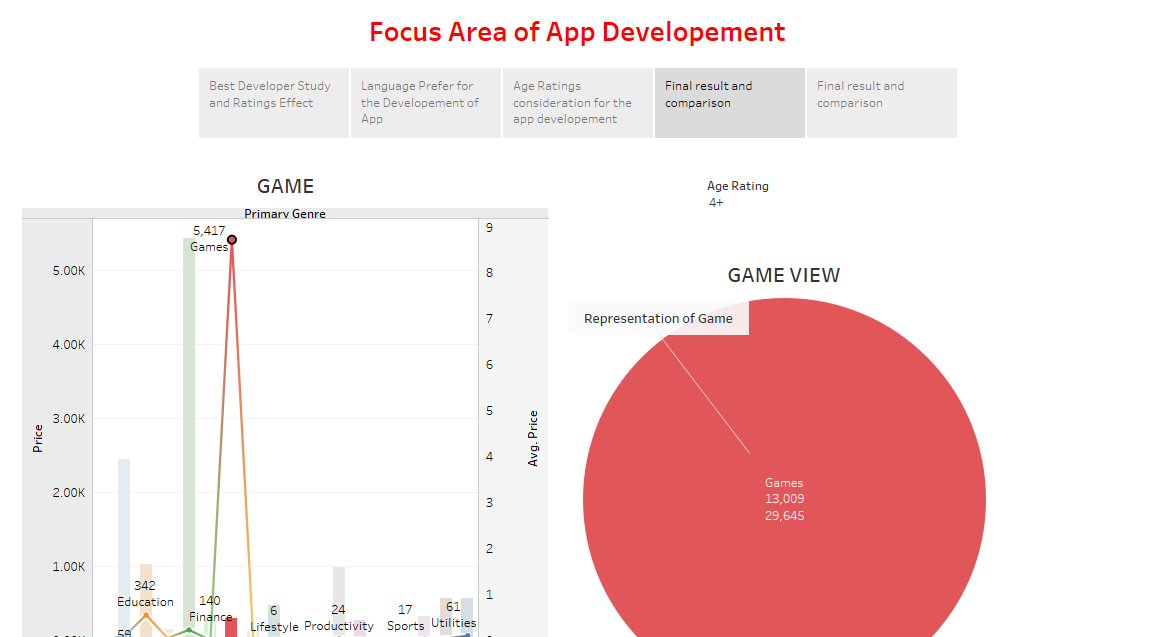 Focus Area of App Developement
Best Developer Study
and Ratings Effect
Language Prefer for
the Developement of
App
Age Ratings
consideration for the
app developement
Final result and
comparison
Final result and
comparison
GAME
Primary Genre
Price
5.00K
4.00K
3.00K
2.00K
1.00K
5,417
Games
342
Education
59
140
Finance
6
Lifestyle
24
Productivity
17
Sports
61
Utilities
9
8
7
6
5
4
3
2
1
Avg. Price
Age Rating
4+
GAME VIEW
Representation of Game
Games
13,009
29,645